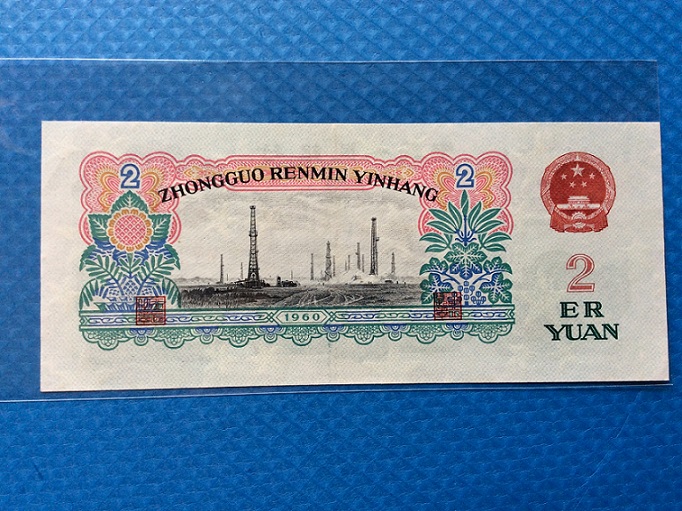 2
2
ZHONGGUO RENMIN YINHANG
1960
2
ER
YUAN